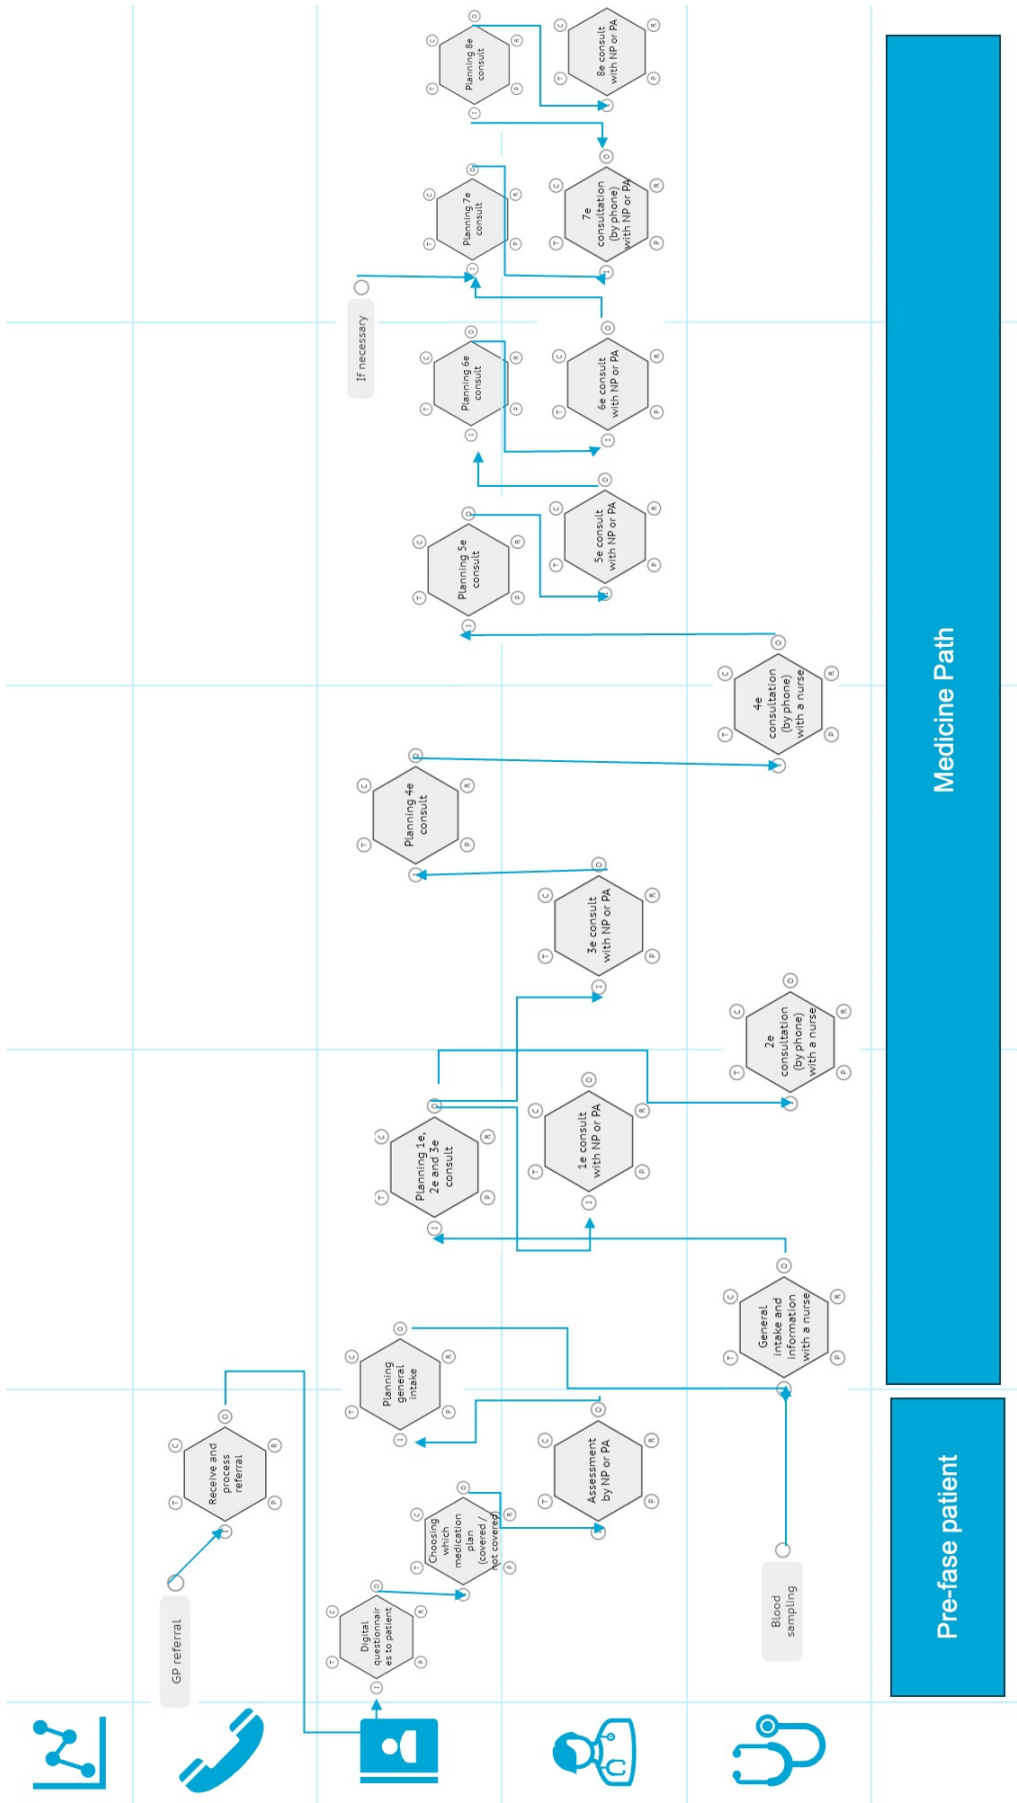 GP referral
T C
Receive and
process
referral
I O
P R
If necessary
T C
Digital
questionnair
es to patient
I O
P R
T C
Choosing
which
medication
plan
(covered /
not covered)
O
P R
T C
Planning
general
intake
I O
P R
T C
Planning 1e,
2e and 3e
consult
I O
P R
T C
Planning 4e
consult
I O
P R
T C
Planning 5e
consult
I O
P R
T C
Planning 6e
consult
I O
P R
T C
Planning 7e
consult
I O
P R
T C
Planning 8e
consult
I O
P R
T C
Assessment
by NP or PA
O
P R
T C
1e consult
with NP or PA
I O
P R
T C
3e consult
with NP or PA
I O
P R
T C
5e consult
with NP or PA
I O
P R
T C
6e consult
with NP or PA
I O
P R
T C
7e
consultation
(by phone)
with NP or PA
I O
P R
T C
8e consult
with NP or PA
I
P R
Blood
sampling
T C
General
intake and
information
with a nurse
O
P R
T C
2e
consultation
(by phone)
with a nurse
I O
P R
T C
4e
consultation
(by phone)
with a nurse
I O
P R
Pre-fase patient
Medicine Path